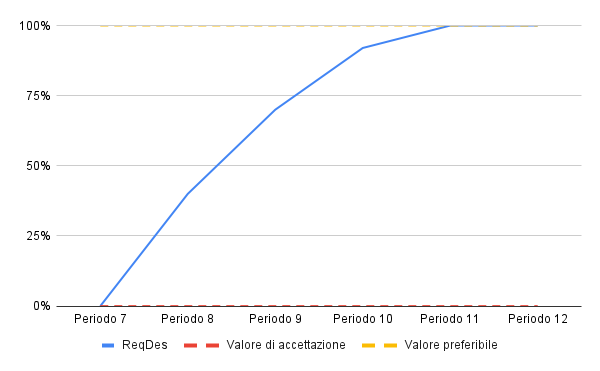 100%
75%
50%
25%
0%
Periodo 7 Periodo 8 Periodo 9 Periodo 10 Periodo 11 Periodo 12
ReqDes Valore di accettazione Valore preferibile